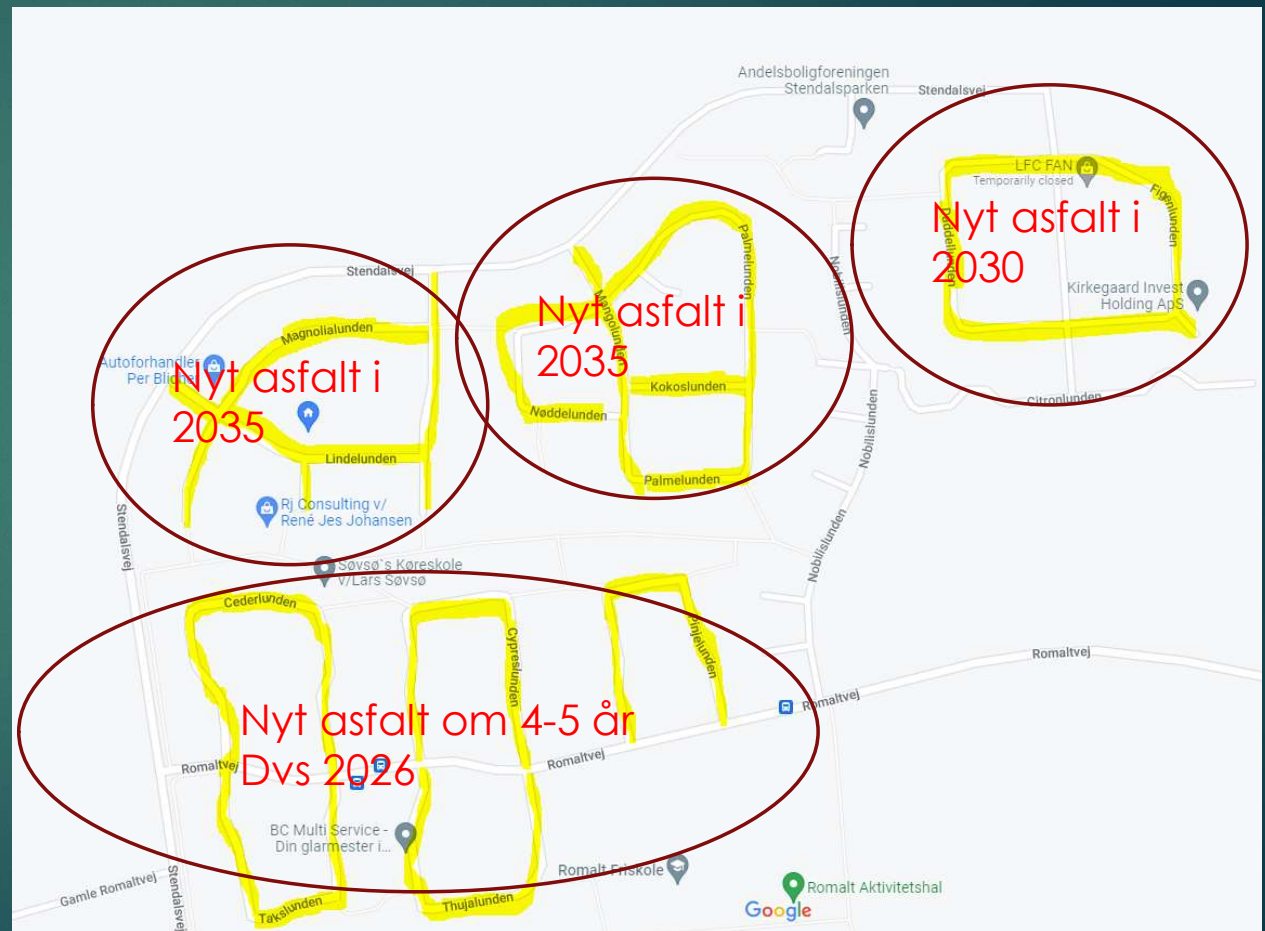 Andelsboligforeningen
Stendalsparken
Stendalsvej
LFC FAN
Temporarily closed
Figenlunden
Nyt asfalt i
2030
Kirkegaard Invest
Holding ApS
Palmelunden
Nobilislunden
Stendalsvej
Mangolunden
Nyt asfalt i
2035
Magnolialunden
Autoforhandler
Per Blicher
Nyt asfalt i
2035
Kokoslunden
Nøddelunden
Citronlunden
Nobilislunden
Lindelunden
Palmelunden
Rj Consulting v/
René Jes Johansen
Stendalsvej
Nobilislunden
Søvsø`s Køreskole
v/Lars Søvsø
Cederlunden
Cypreslunden
Pinjelunden
Romaltvej
Romaltvej
Nyt asfalt om 4-5 år
Dvs 2026
Romaltvej
Romaltvej
BC Multi Service -
Din glarmester i...
Romalt Friskole
Gamle Romaltvej
Stendalsvej
Romalt Aktivitetshal
Takslunden
Thujalunden
Google